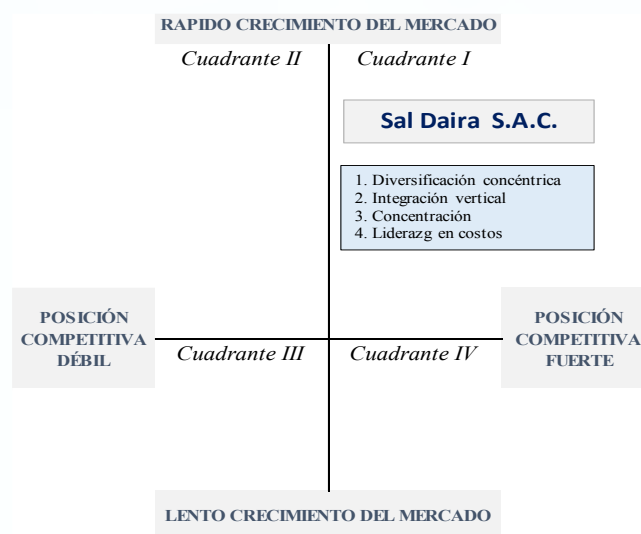 RAPIDO CRECIMIENTO DEL MERCADO
Cuadrante II
Cuadrante I
Sal Daira S.A.C.
1. Diversificación concéntrica
2. Integración vertical
3. Concentración
4. Liderazg en costos
POSICIÓN
COMPETITIVA
DÉBIL
POSICIÓN
COMPETITIVA
FUERTE
Cuadrante III
Cuadrante IV
LENTO CRECIMIENTO DEL MERCADO